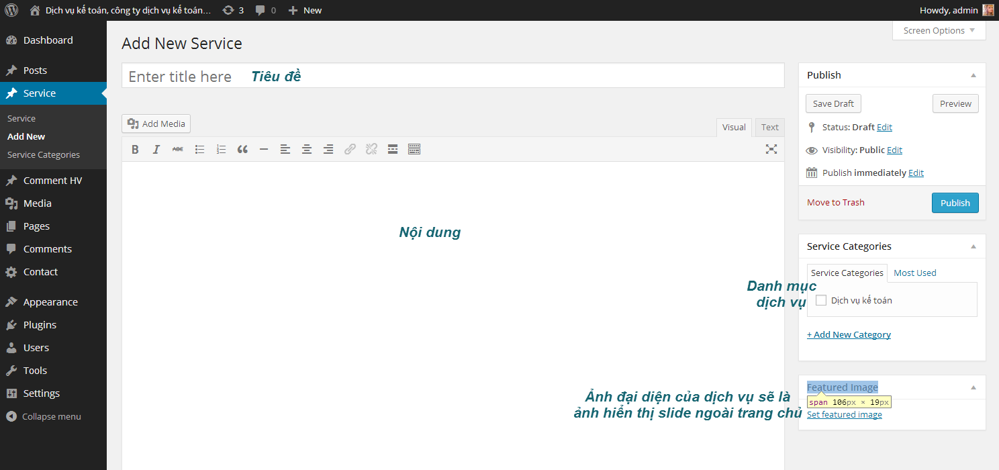 Dịch vụ kế toán, công ty dịch vụ kế toán... 3 0 New Howdy, admin
Screen Options
Dashboard
Posts
Service
Service
Add New
Service Categories
Comment HV
Media
Pages
Comments
Contact
Appearance
Plugins
Users
Tools
Settings
Collapse menu
Add New Service
Enter title here Tiêu đề
Add Media
Visual Text
B I ABC
Nội dung
Publish
Save Draft Preview
Status: Draft Edit
Visibility: Public Edit
Publish immediately Edit
Move to Trash Publish
Service Categories
Service Categories Most Used
Danh mục
dịch vụ
Dịch vụ kế toán
+ Add New Category
Featured Image
span 106px × 19px
Set featured image
Ảnh đại diện của dịch vụ sẽ là
ảnh hiển thị slide ngoài trang chủ